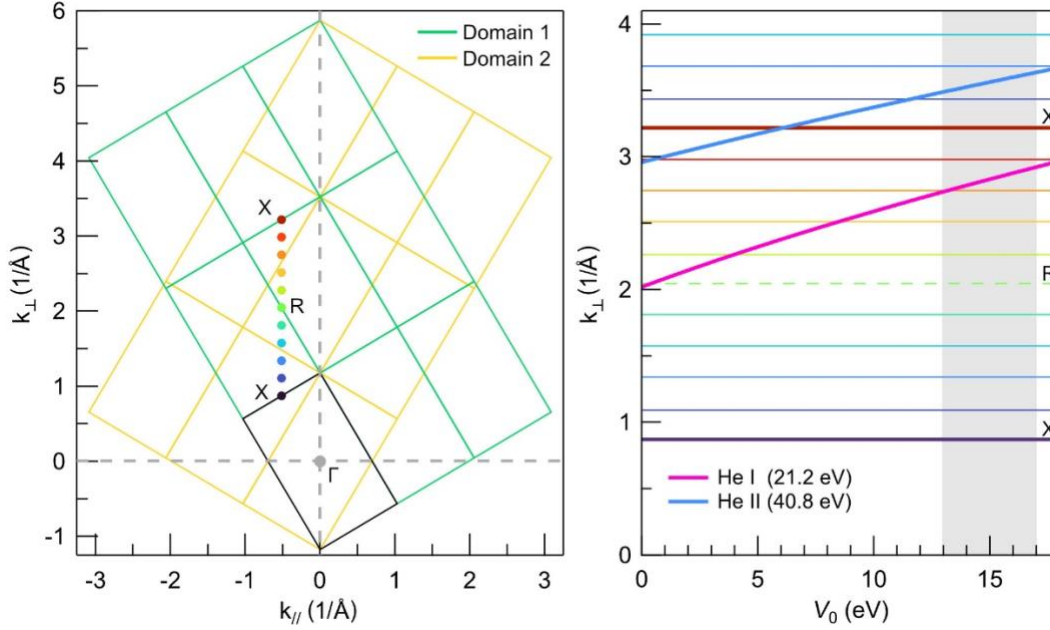 6
5
4
3
2
1
0
-1
k⊥ (1/Å)
Domain 1
Domain 2
X
R
X
Γ
-3
-2
-1
0
1
2
3
k// (1/Å)
4
3
2
1
0
k⊥ (1/Å)
X
R
X
He I (21.2 eV)
He II (40.8 eV)
0
5
10
15
V0 (eV)